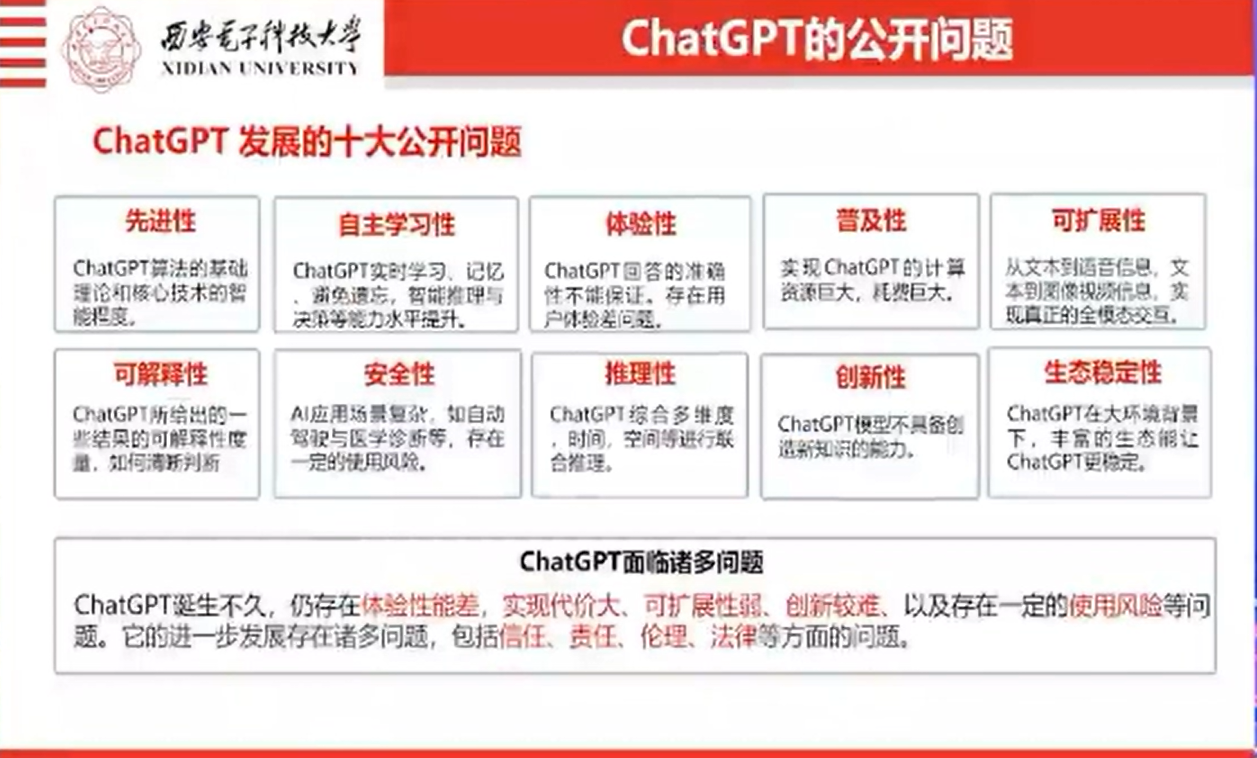 西安电子科技大学
XIDIAN UNIVERSITY
ChatGPT的公开问题
ChatGPT 发展的十大公开问题
先进性
ChatGPT算法的基础
理论和核心技术的智
能程度。
自主学习性
ChatGPT实时学习、记忆
、避免遗忘，智能推理与
决策等能力水平提升。
体验性
ChatGPT回答的准确
性不能保证。存在用
户体验差问题。
普及性
实现ChatGPT的计算
资源巨大，耗费巨大。
可扩展性
从文本到语音信息，文
本到图像视频信息，实
现真正的全模态交互。
可解释性
ChatGPT所给出的一
些结果的可解释性度
量，如何清晰判断
安全性
AI应用场景复杂，如自动
驾驶与医学诊断等，存在
一定的使用风险。
推理性
ChatGPT综合多维度
，时间，空间等进行联
合推理。
创新性
ChatGPT模型不具备创
造新知识的能力。
生态稳定性
ChatGPT在大环境背景
下，丰富的生态能让
ChatGPT更稳定。
ChatGPT面临诸多问题
ChatGPT诞生不久，仍存在体验性能差，实现代价大、可扩展性弱、创新较难、以及存在一定的使用风险等问
题。它的进一步发展存在诸多问题，包括信任、责任、伦理、法律等方面的问题。